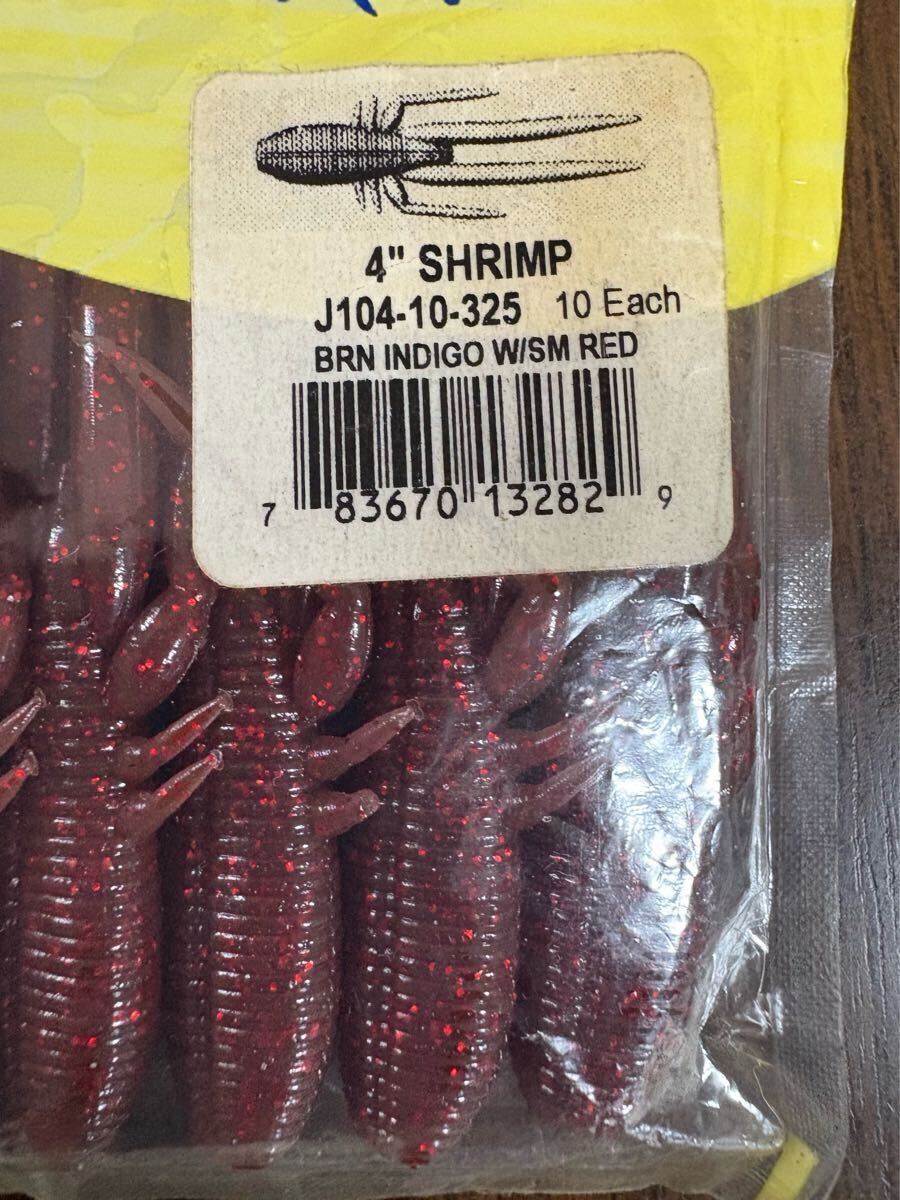 4" SHRIMP
J104-10-325 10 Each
BRN INDIGO W/SM RED
7 83670 13282 9